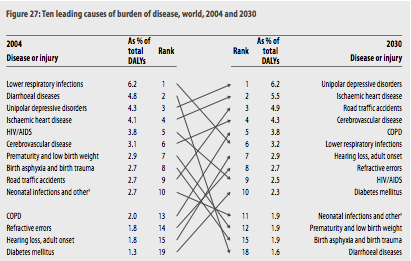 Figure 27: Ten leading causes of burden of disease, world, 2004 and 2030
2004 As % of total DALYs Rank Rank As % of total DALYs 2030
Disease or injury Disease or injury
Lower respiratory infections 6.2 1 1 6.2 Unipolar depressive disorders
Diarrhoeal diseases 4.8 2 2 5.5 Ischaemic heart disease
Unipolar depressive disorders 4.3 3 3 4.9 Road traffic accidents
Ischaemic heart disease 4.1 4 4 4.3 Cerebrovascular disease
HIV/AIDS 3.8 5 5 3.8 COPD
Cerebrovascular disease 3.1 6 6 3.2 Lower respiratory infections
Prematurity and low birth weight 2.9 7 7 2.9 Hearing loss, adult onset
Birth asphyxia and birth trauma 2.7 8 8 2.7 Refractive errors
Road traffic accidents 2.7 9 9 2.5 HIV/AIDS
Neonatal infections and other 2.7 10 10 2.3 Diabetes mellitus
COPD 2.0 13 11 1.9 Neonatal infections and other
Refractive errors 1.8 14 12 1.9 Prematurity and low birth weight
Hearing loss, adult onset 1.8 15 15 1.9 Birth asphyxia and birth trauma
Diabetes mellitus 1.3 19 18 1.6 Diarrhoeal diseases